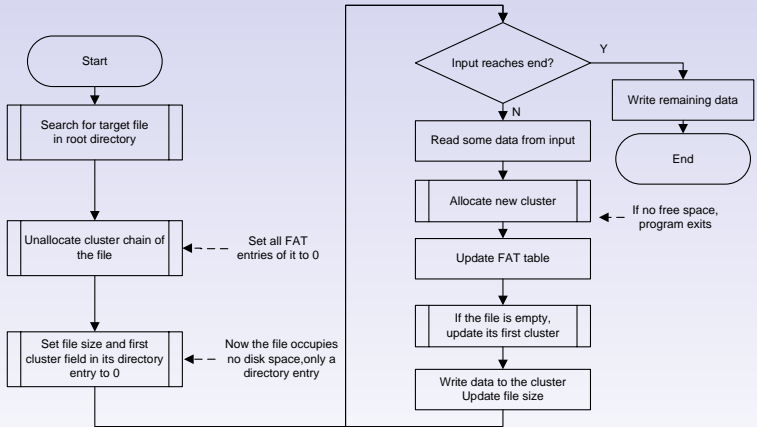 Start
Search for target file
in root directory
Unallocate cluster chain of
the file
Set all FAT
entries of it to 0
Set file size and first
cluster field in its directory
entry to 0
Now the file occupies
no disk space,only a
directory entry
Input reaches end?
Y
N
Write remaining data
End
Read some data from input
Allocate new cluster
If no free space,
program exits
Update FAT table
If the file is empty,
update its first cluster
Write data to the cluster
Update file size